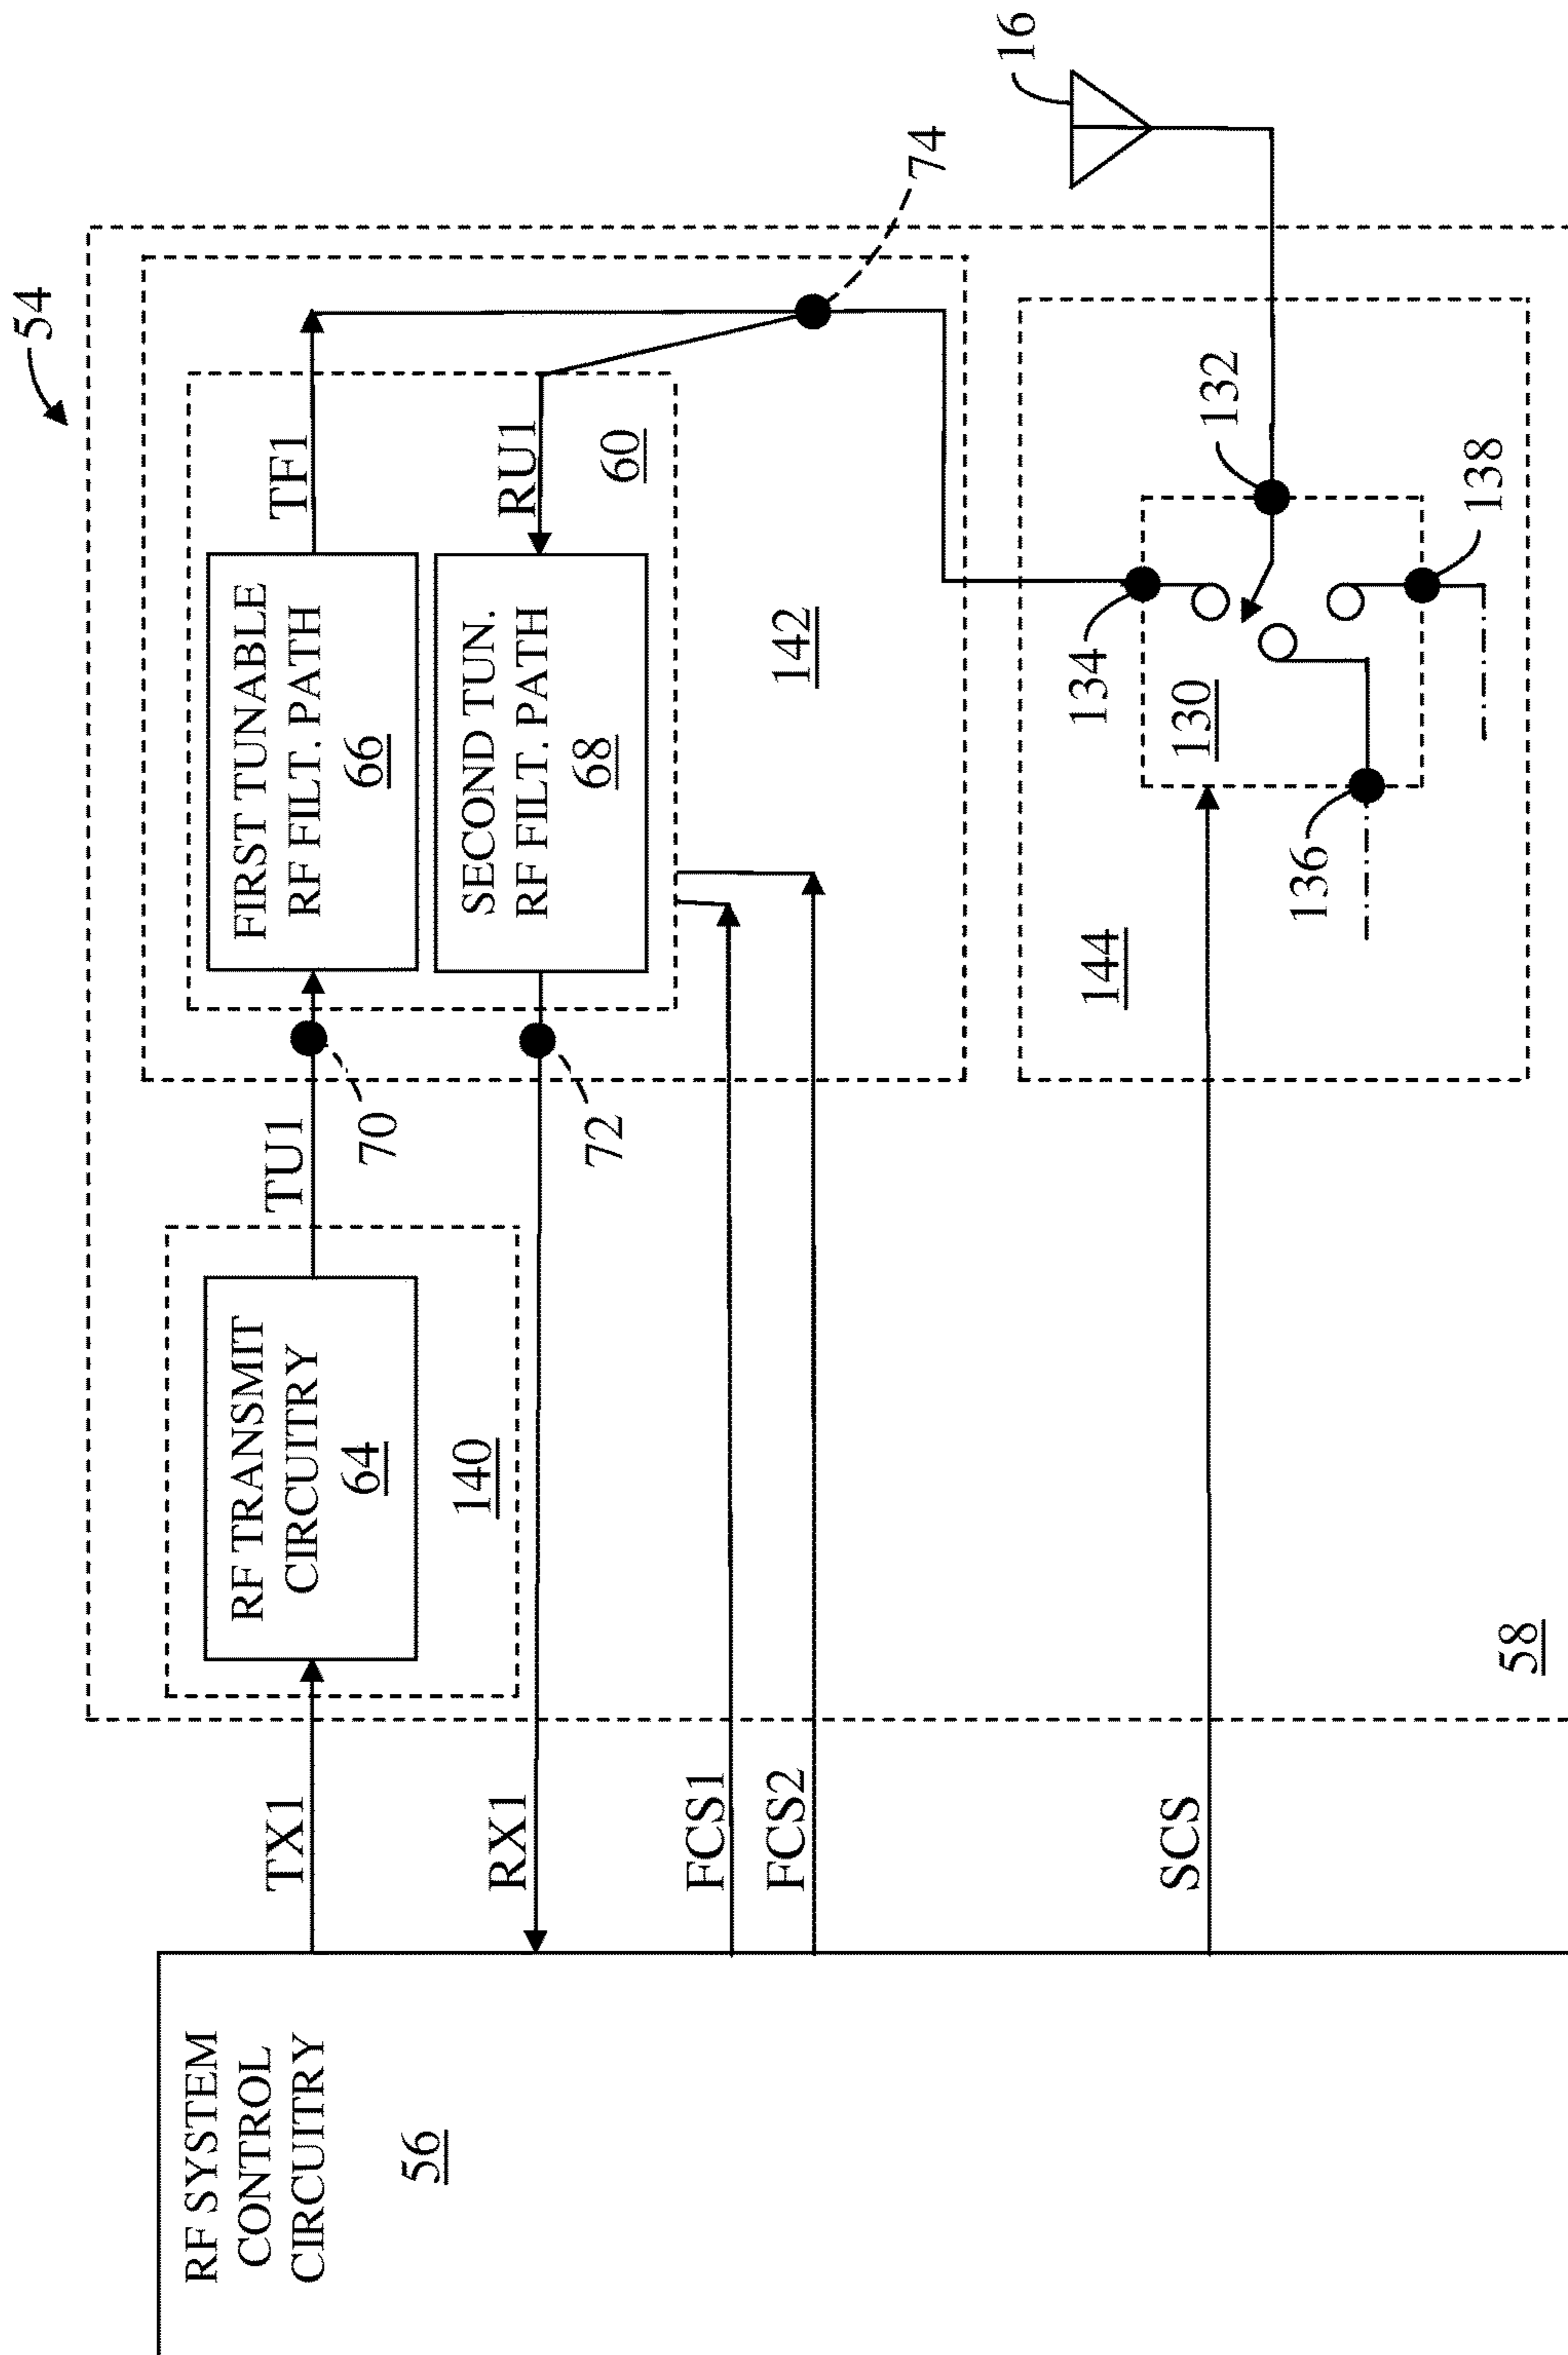 54
RF SYSTEM
CONTROL
CIRCUITRY
56
TX1
RX1
FCS1
FCS2
SCS
RF TRANSMIT
CIRCUITRY
64
140
58
TU1
70
72
FIRST TUNABLE
RF FILT. PATH
66
SECOND TUN.
RF FILT. PATH
68
TF1
RU1
60
142
74
16
144
130
132
134
136
138